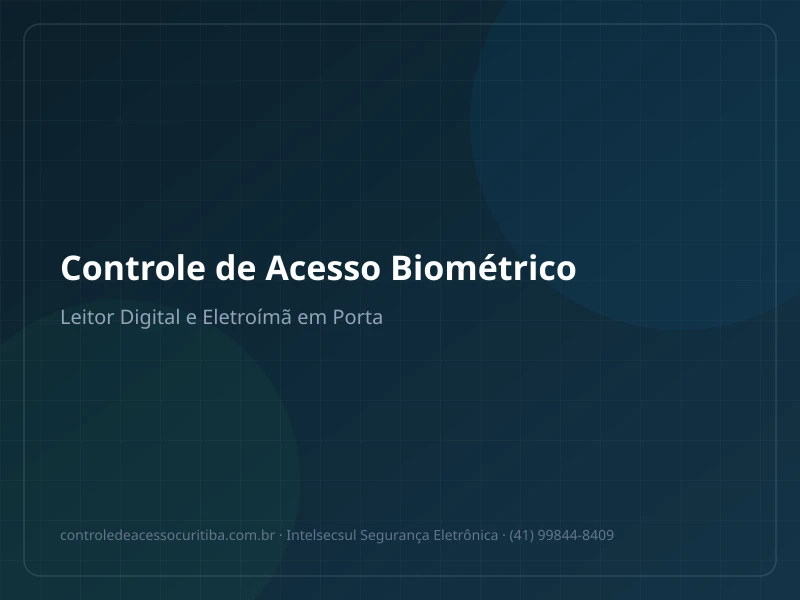 Controle de Acesso Biométrico
Leitor Digital e Eletroímã em Porta
controledeacessocuritiba.com.br · Intelsecsul Segurança Eletrônica · (41) 99844-8409